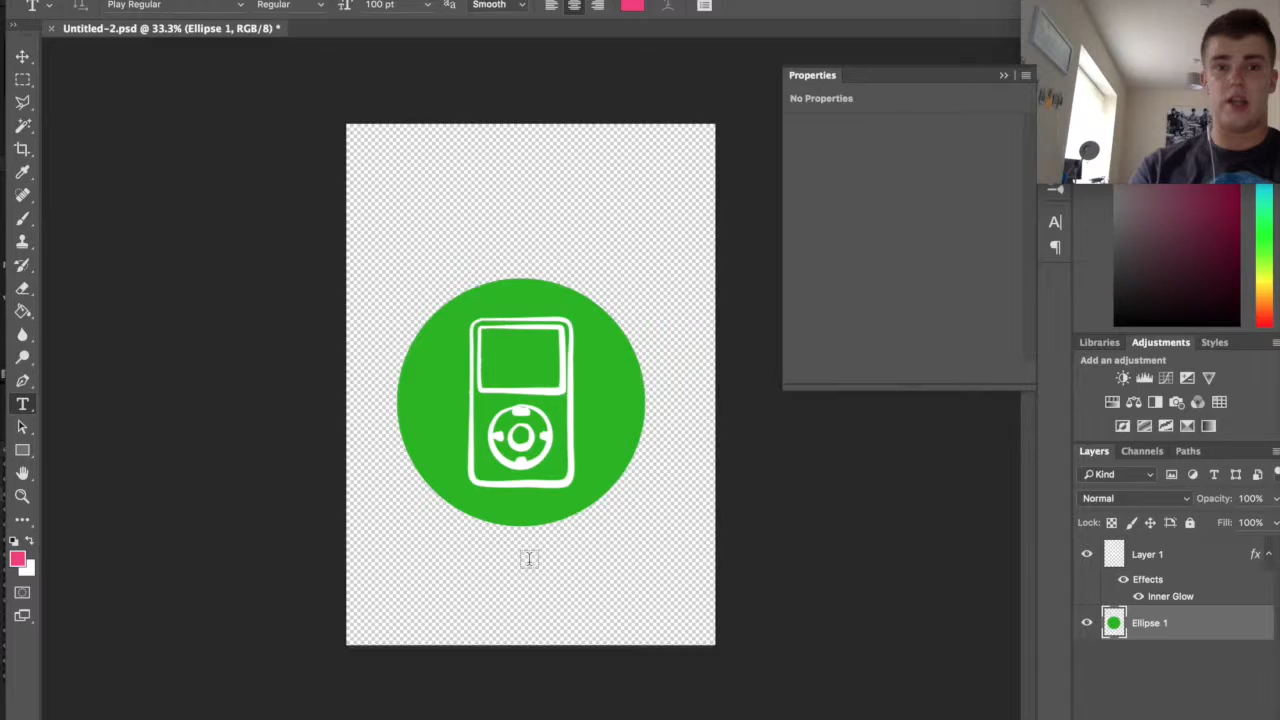 Play Regular
Regular
100 pt
Smooth
Untitled-2.psd @ 33.3% (Ellipse 1, RGB/8) *
Properties
No Properties
Libraries
Adjustments
Styles
Add an adjustment
Layers
Channels
Paths
Kind
Normal
Opacity: 100%
Lock:
Fill: 100%
Layer 1
fx
Effects
Inner Glow
Ellipse 1